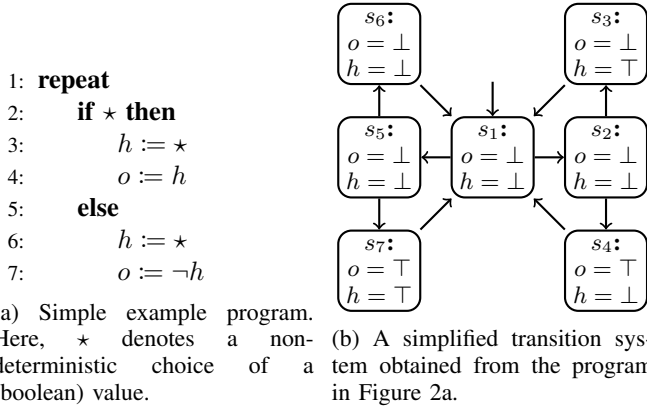 1: repeat
2: if ⋆ then
3: h := ⋆
4: o := h
5: else
6: h := ⋆
7: o := ¬h
a) Simple example program.
Here, ⋆ denotes a non-
deterministic choice of a
boolean) value.
s6:
o = ⊥
h = ⊥
s3:
o = ⊥
h = ⊤
s5:
o = ⊥
h = ⊥
s1:
o = ⊥
h = ⊥
s2:
o = ⊥
h = ⊥
s7:
o = ⊤
h = ⊤
s4:
o = ⊤
h = ⊥
(b) A simplified transition sys-
tem obtained from the program
in Figure 2a.